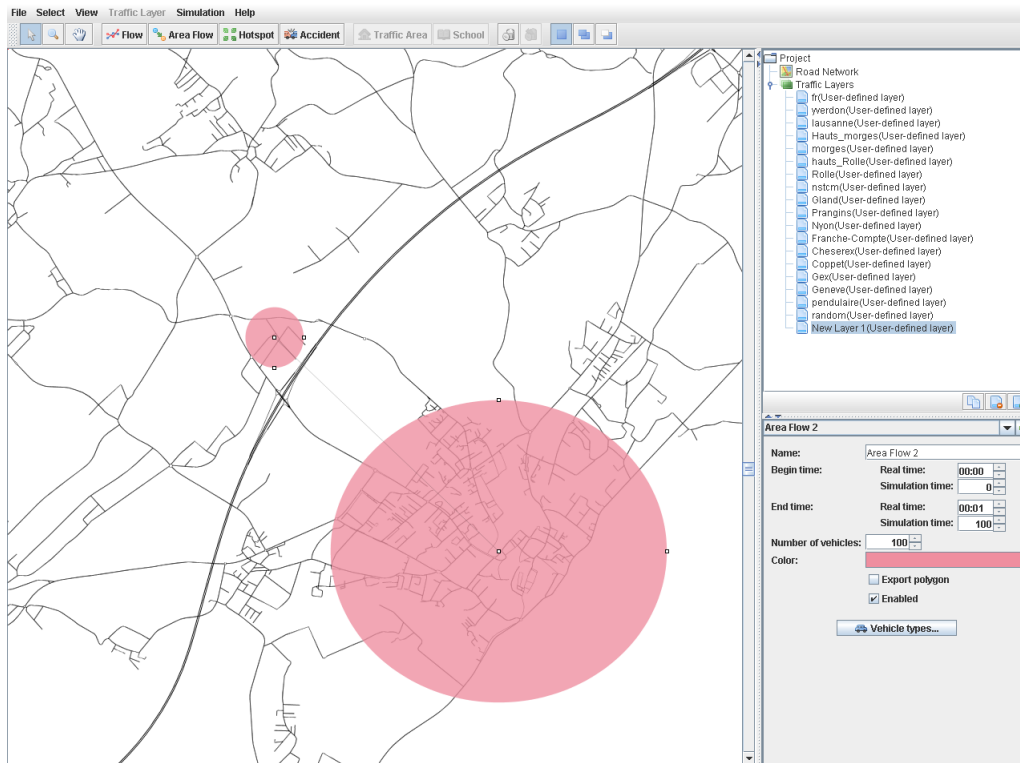 File Select View Traffic Layer Simulation Help
Flow Area Flow Hotspot Accident Traffic Area School
Project
Road Network
Traffic Layers
fr(User-defined layer)
yverdon(User-defined layer)
lausanne(User-defined layer)
Hauts_morges(User-defined layer)
morges(User-defined layer)
hauts_Rolle(User-defined layer)
Rolle(User-defined layer)
nstcm(User-defined layer)
Gland(User-defined layer)
Prangins(User-defined layer)
Nyon(User-defined layer)
Franche-Compte(User-defined layer)
Cheserex(User-defined layer)
Coppet(User-defined layer)
Gex(User-defined layer)
Geneve(User-defined layer)
pendulaire(User-defined layer)
random(User-defined layer)
New Layer 1(User-defined layer)
Area Flow 2
Name: Area Flow 2
Begin time: Real time: 00:00
Simulation time: 0
End time: Real time: 00:01
Simulation time: 100
Number of vehicles: 100
Color:
Export polygon
Enabled
Vehicle types...